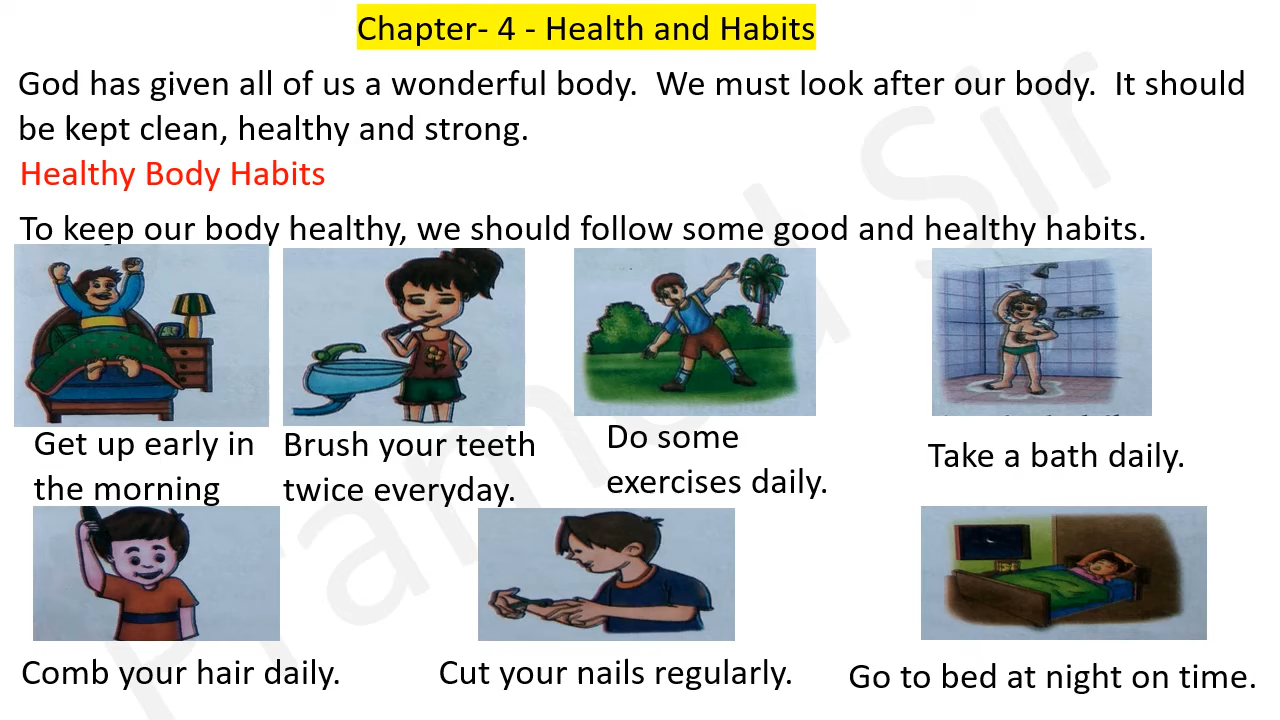 Chapter- 4 - Health and Habits
God has given all of us a wonderful body.  We must look after our body.  It should
be kept clean, healthy and strong.
Healthy Body Habits
To keep our body healthy, we should follow some good and healthy habits.
Get up early in
the morning
Brush your teeth
twice everyday.
Do some
exercises daily.
Take a bath daily.
Comb your hair daily.
Cut your nails regularly.
Go to bed at night on time.